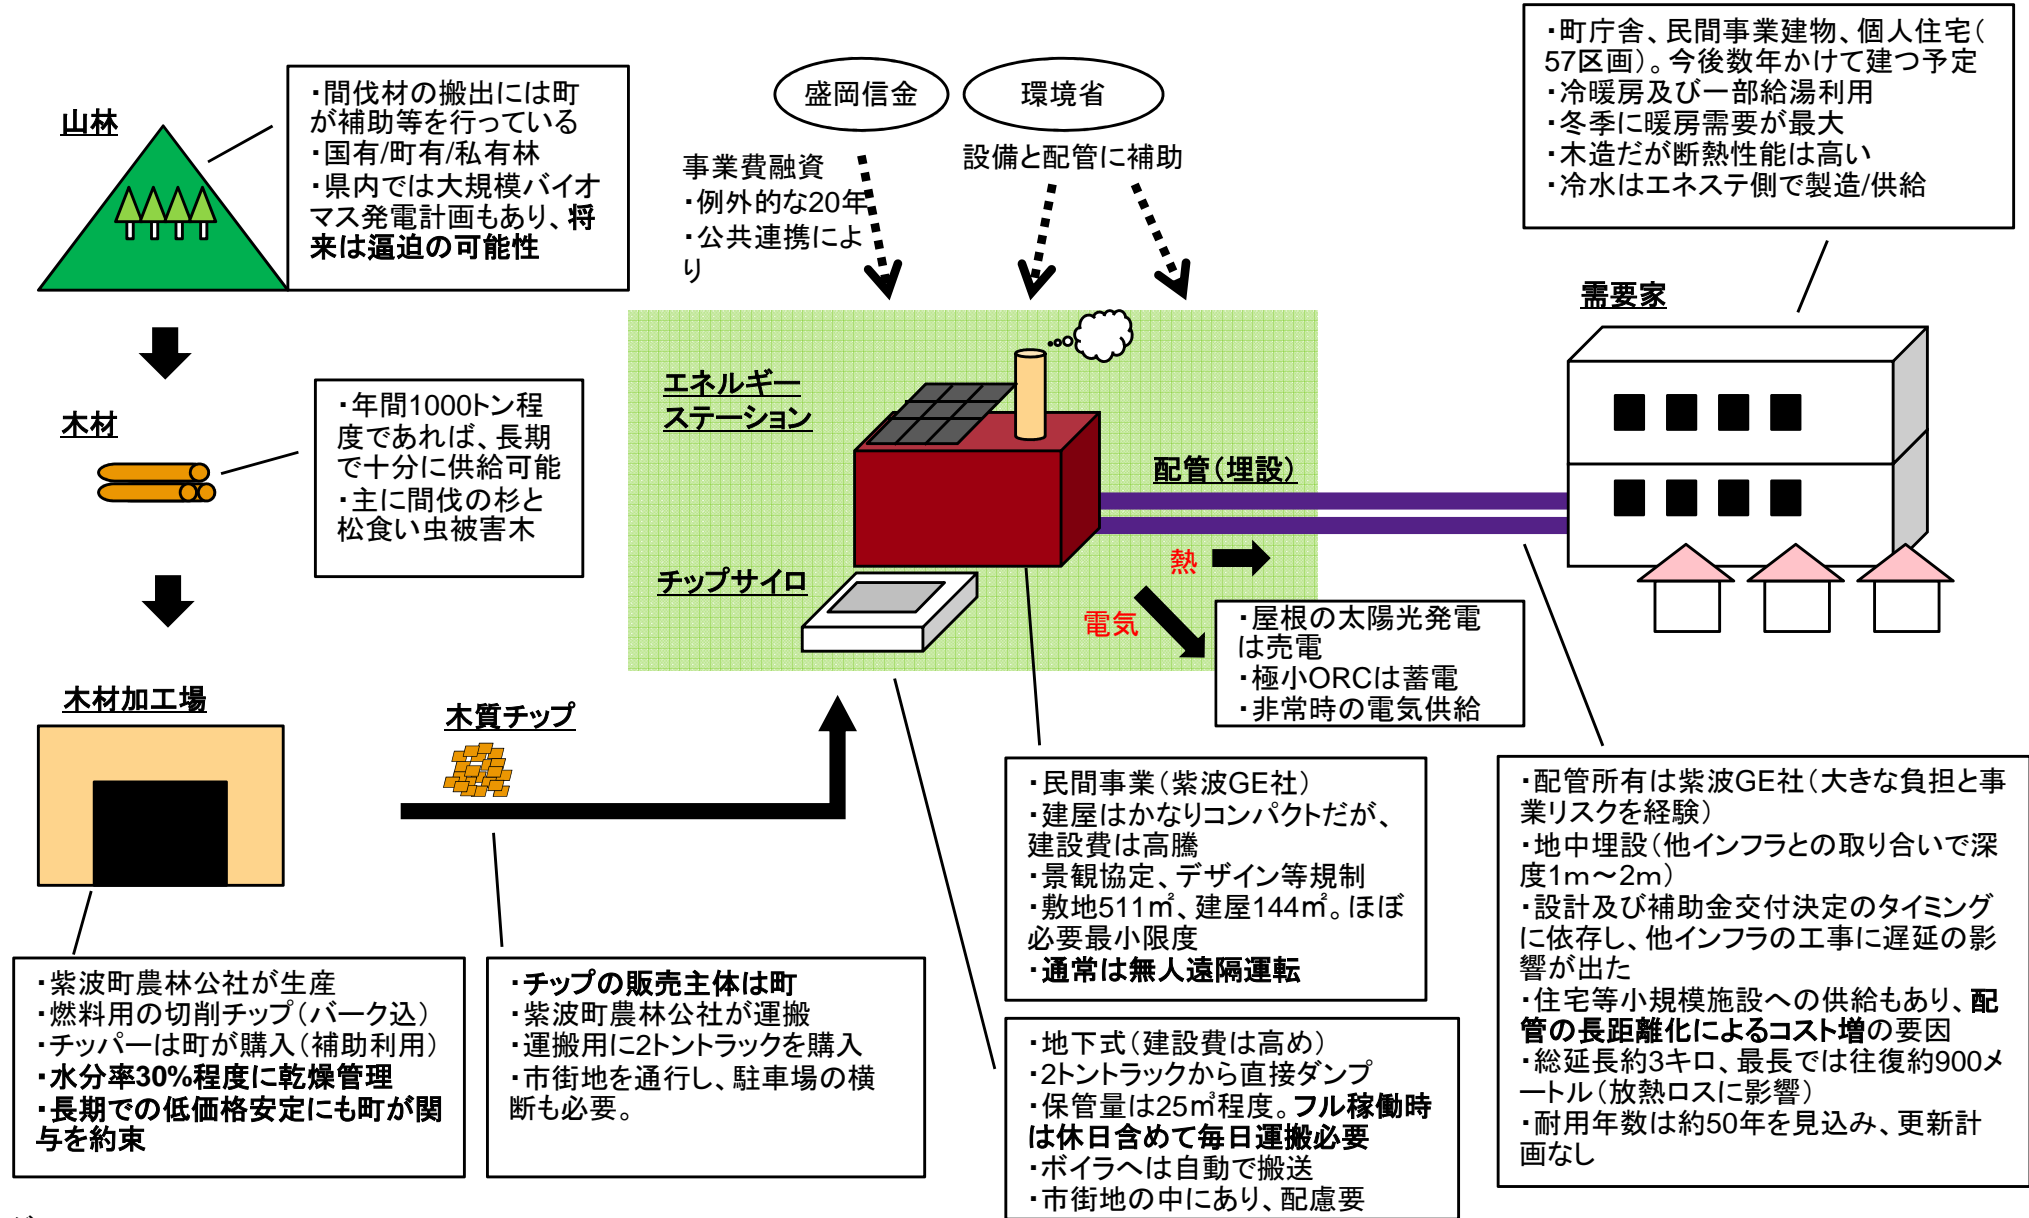 山林
・間伐材の搬出には町
が補助等を行っている
・国有/町有/私有林
・県内では大規模バイオ
マス発電計画もあり、将
来は逼迫の可能性
盛岡信金
環境省
事業費融資
・例外的な20年
・公共連携によ
り
設備と配管に補助
・町庁舎、民間事業建物、個人住宅(
57区画)。今後数年かけて建つ予定
・冷暖房及び一部給湯利用
・冬季に暖房需要が最大
・木造だが断熱性能は高い
・冷水はエネステ側で製造/供給
需要家
木材
・年間1000トン程
度であれば、長期
で十分に供給可能
・主に間伐の杉と
松食い虫被害木
エネルギー
ステーション
配管(埋設)
チップサイロ
熱
電気
・屋根の太陽光発電
は売電
・極小ORCは蓄電
・非常時の電気供給
木材加工場
木質チップ
・民間事業(紫波GE社)
・建屋はかなりコンパクトだが、
建設費は高騰
・景観協定、デザイン等規制
・敷地511㎡、建屋144㎡。ほぼ
必要最小限度
・通常は無人遠隔運転
・配管所有は紫波GE社(大きな負担と事
業リスクを経験)
・地中埋設(他インフラとの取り合いで深
度1m~2m)
・設計及び補助金交付決定のタイミング
に依存し、他インフラの工事に遅延の影
響が出た
・住宅等小規模施設への供給もあり、配
管の長距離化によるコスト増の要因
・総延長約3キロ、最長では往復約900メ
ートル(放熱ロスに影響)
・耐用年数は約50年を見込み、更新計
画なし
・紫波町農林公社が生産
・燃料用の切削チップ(バーク込)
・チッパーは町が購入(補助利用)
・水分率30%程度に乾燥管理
・長期での低価格安定にも町が関
与を約束
・チップの販売主体は町
・紫波町農林公社が運搬
・運搬用に2トントラックを購入
・市街地を通行し、駐車場の横
断も必要。
・地下式(建設費は高め)
・2トントラックから直接ダンプ
・保管量は25㎥程度。フル稼働時
は休日含めて毎日運搬必要
・ボイラへは自動で搬送
・市街地の中にあり、配慮要